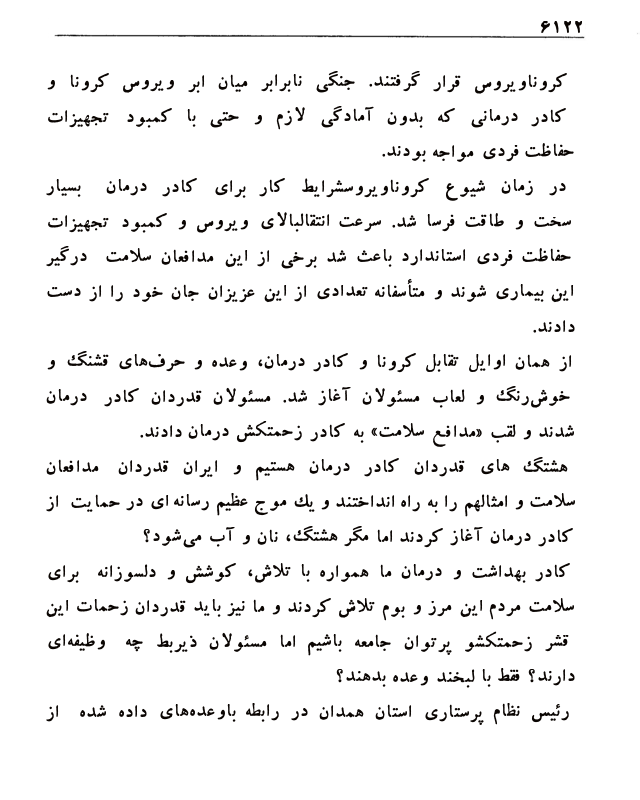 ۶۱۲۲
کروناویروس قرار گرفتند. جنگی نابرابر میان ابر ویروس کرونا و
کادر درمانی که بدون آمادگی لازم و حتی با کمبود تجهیزات
حفاظت فردی مواجه بودند.
در زمان شیوع کروناویروسشرایط کار برای کادر درمان بسیار
سخت و طاقت فرسا شد. سرعت انتقالبالای ویروس و کمبود تجهیزات
حفاظت فردی استاندارد باعث شد برخی از این مدافعان سلامت درگیر
این بیماری شوند و متأسفانه تعدادی از این عزیزان جان خود را از دست
دادند.
از همان اوایل تقابل کرونا و کادر درمان، وعده و حرف‌های قشنگ و
خوش‌رنگ و لعاب مسئولان آغاز شد. مسئولان قدردان کادر درمان
شدند و لقب «مدافع سلامت» به کادر زحمتکش درمان دادند.
هشتگ های قدردان کادر درمان هستیم و ایران قدردان مدافعان
سلامت و امثالهم را به راه انداختند و یك موج عظیم رسانه ای در حمایت از
کادر درمان آغاز کردند اما مگر هشتگ، نان و آب می‌شود؟
کادر بهداشت و درمان ما همواره با تلاش، کوشش و دلسوزانه برای
سلامت مردم این مرز و بوم تلاش کردند و ما نیز باید قدردان زحمات این
قشر زحمتکشو پرتوان جامعه باشیم اما مسئولان ذیربط چه وظیفه‌ای
دارند؟ فقط با لبخند وعده بدهند؟
رئیس نظام پرستاری استان همدان در رابطه باوعده‌های داده شده از